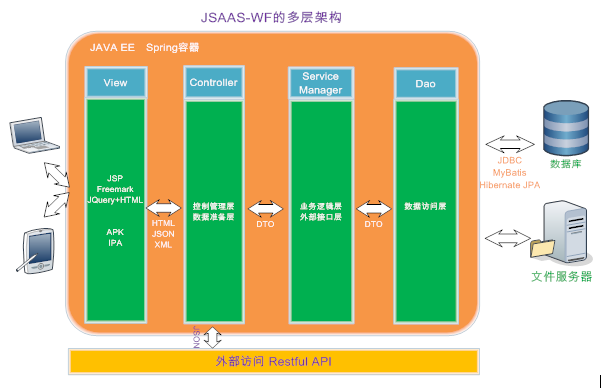 JSAAS-WF的多层架构
JAVA EE Spring容器
View
Controller
Service
Manager
Dao
JSP
Freemark
JQuery+HTML
APK
IPA
HTML
JSON
XML
控制管理层
数据准备层
DTO
业务逻辑层
外部接口层
DTO
数据访问层
JDBC
MyBatis
Hibernate JPA
数据库
文件服务器
JSON
外部访问 Restful API